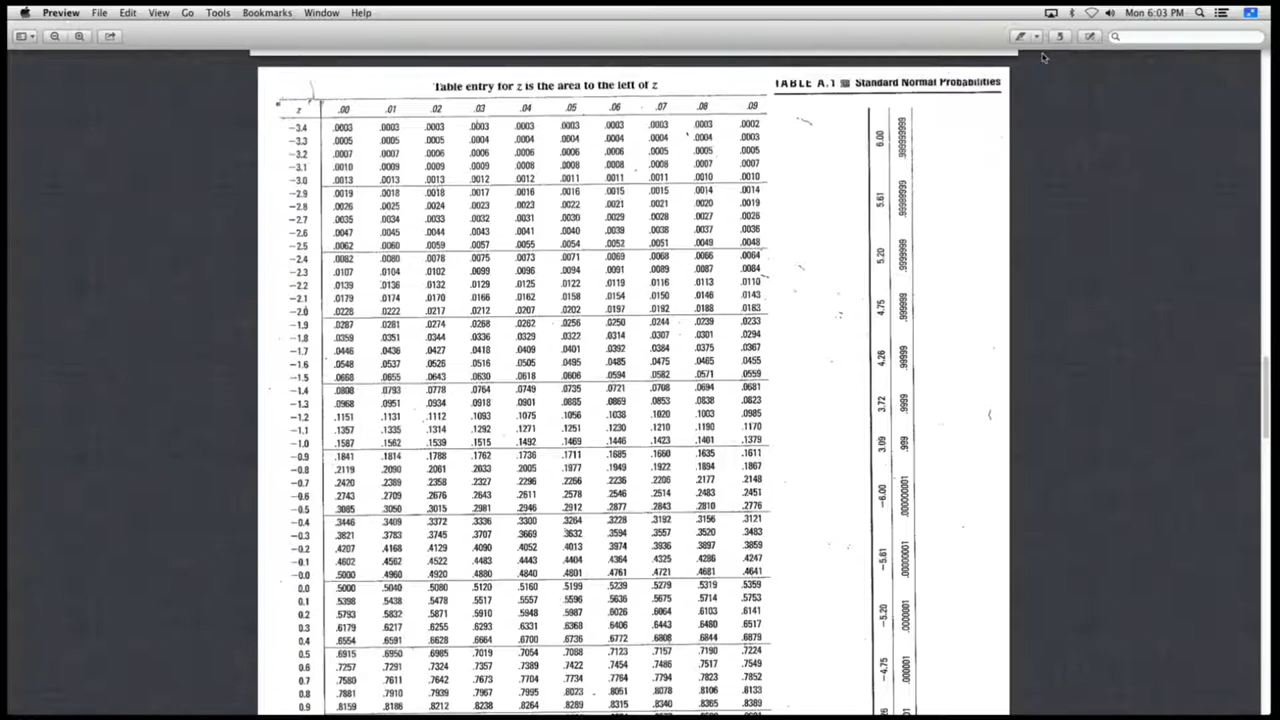 Preview File Edit View Go Tools Bookmarks Window Help Mon 6:03 PM
Table entry for z is the area to the left of z
TABLE A.1 Standard Normal Probabilities
z .00 .01 .02 .03 .04 .05 .06 .07 .08 .09
−3.4 .0003 .0003 .0003 .0003 .0003 .0003 .0003 .0003 .0003 .0002
−3.3 .0005 .0005 .0005 .0004 .0004 .0004 .0004 .0004 .0004 .0003
−3.2 .0007 .0007 .0006 .0006 .0006 .0006 .0006 .0005 .0005 .0005
−3.1 .0010 .0009 .0009 .0009 .0008 .0008 .0008 .0008 .0007 .0007
−3.0 .0013 .0013 .0013 .0012 .0012 .0011 .0011 .0011 .0010 .0010
−2.9 .0019 .0018 .0018 .0017 .0016 .0016 .0015 .0015 .0014 .0014
−2.8 .0026 .0025 .0024 .0023 .0023 .0022 .0021 .0021 .0020 .0019
−2.7 .0035 .0034 .0033 .0032 .0031 .0030 .0029 .0028 .0027 .0026
−2.6 .0047 .0045 .0044 .0043 .0041 .0040 .0039 .0038 .0037 .0036
−2.5 .0062 .0060 .0059 .0057 .0055 .0054 .0052 .0051 .0049 .0048
−2.4 .0082 .0080 .0078 .0075 .0073 .0071 .0069 .0068 .0066 .0064
−2.3 .0107 .0104 .0102 .0099 .0096 .0094 .0091 .0089 .0087 .0084
−2.2 .0139 .0136 .0132 .0129 .0125 .0122 .0119 .0116 .0113 .0110
−2.1 .0179 .0174 .0170 .0166 .0162 .0158 .0154 .0150 .0146 .0143
−2.0 .0228 .0222 .0217 .0212 .0207 .0202 .0197 .0192 .0188 .0183
−1.9 .0287 .0281 .0274 .0268 .0262 .0256 .0250 .0244 .0239 .0233
−1.8 .0359 .0351 .0344 .0336 .0329 .0322 .0314 .0307 .0301 .0294
−1.7 .0446 .0436 .0427 .0418 .0409 .0401 .0392 .0384 .0375 .0367
−1.6 .0548 .0537 .0526 .0516 .0505 .0495 .0485 .0475 .0465 .0455
−1.5 .0668 .0655 .0643 .0630 .0618 .0606 .0594 .0582 .0571 .0559
−1.4 .0808 .0793 .0778 .0764 .0749 .0735 .0721 .0708 .0694 .0681
−1.3 .0968 .0951 .0934 .0918 .0901 .0885 .0869 .0853 .0838 .0823
−1.2 .1151 .1131 .1112 .1093 .1075 .1056 .1038 .1020 .1003 .0985
−1.1 .1357 .1335 .1314 .1292 .1271 .1251 .1230 .1210 .1190 .1170
−1.0 .1587 .1562 .1539 .1515 .1492 .1469 .1446 .1423 .1401 .1379
−0.9 .1841 .1814 .1788 .1762 .1736 .1711 .1685 .1660 .1635 .1611
−0.8 .2119 .2090 .2061 .2033 .2005 .1977 .1949 .1922 .1894 .1867
−0.7 .2420 .2389 .2358 .2327 .2296 .2266 .2236 .2206 .2177 .2148
−0.6 .2743 .2709 .2676 .2643 .2611 .2578 .2546 .2514 .2483 .2451
−0.5 .3085 .3050 .3015 .2981 .2946 .2912 .2877 .2843 .2810 .2776
−0.4 .3446 .3409 .3372 .3336 .3300 .3264 .3228 .3192 .3156 .3121
−0.3 .3821 .3783 .3745 .3707 .3669 .3632 .3594 .3557 .3520 .3483
−0.2 .4207 .4168 .4129 .4090 .4052 .4013 .3974 .3936 .3897 .3859
−0.1 .4602 .4562 .4522 .4483 .4443 .4404 .4364 .4325 .4286 .4247
−0.0 .5000 .4960 .4920 .4880 .4840 .4801 .4761 .4721 .4681 .4641
0.0 .5000 .5040 .5080 .5120 .5160 .5199 .5239 .5279 .5319 .5359
0.1 .5398 .5438 .5478 .5517 .5557 .5596 .5636 .5675 .5714 .5753
0.2 .5793 .5832 .5871 .5910 .5948 .5987 .6026 .6064 .6103 .6141
0.3 .6179 .6217 .6255 .6293 .6331 .6368 .6406 .6443 .6480 .6517
0.4 .6554 .6591 .6628 .6664 .6700 .6736 .6772 .6808 .6844 .6879
0.5 .6915 .6950 .6985 .7019 .7054 .7088 .7123 .7157 .7190 .7224
0.6 .7257 .7291 .7324 .7357 .7389 .7422 .7454 .7486 .7517 .7549
0.7 .7580 .7611 .7642 .7673 .7704 .7734 .7764 .7794 .7823 .7852
0.8 .7881 .7910 .7939 .7967 .7995 .8023 .8051 .8078 .8106 .8133
0.9 .8159 .8186 .8212 .8238 .8264 .8289 .8315 .8340 .8365 .8389
−4.75 −5.20 −5.61 −6.00 3.09 3.72 4.26 4.75 5.20 5.61 6.00
.000001 .0000001 .00000001 .000000001 .999 .9999 .99999 .999999 .9999999 .99999999 .999999999